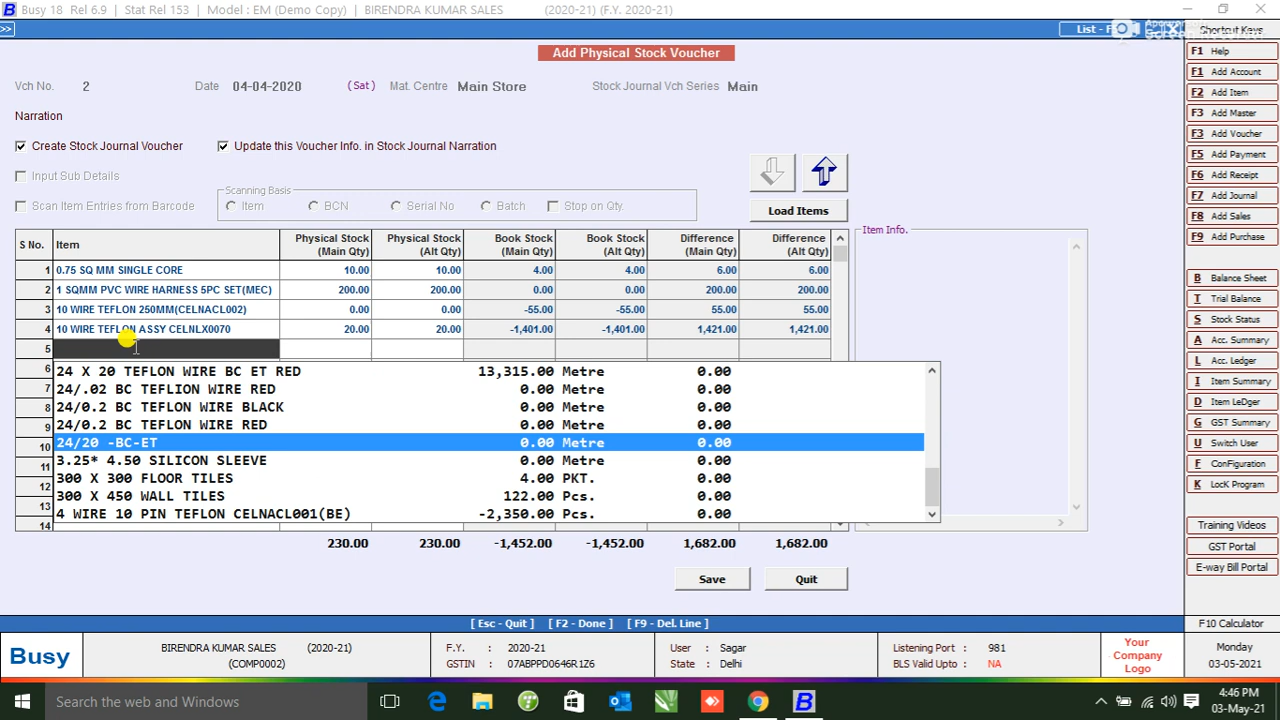 Busy 18 Rel 6.9 | Stat Rel 153 | Model : EM (Demo Copy) | BIRENDRA KUMAR SALES (2020-21) (F.Y. 2020-21)
>> List - F Shortcut Keys
Add Physical Stock Voucher
Vch No. 2 Date 04-04-2020 (Sat) Mat. Centre Main Store Stock Journal Vch Series Main
Narration
Create Stock Journal Voucher Update this Voucher Info. in Stock Journal Narration
Input Sub Details
Scan Item Entries from Barcode Scanning Basis Item BCN Serial No Stop on Qty.
Load Items
Item Info.
S No. Item Physical Stock (Main Qty) Physical Stock (Alt Qty) Book Stock (Main Qty) Book Stock (Alt Qty) Difference (Main Qty) Difference (Alt Qty)
1 0.75 SQ MM SINGLE CORE 10.00 10.00 4.00 4.00 6.00 6.00
2 1 SQMM PVC WIRE HARNESS 5PC SET(MEC) 200.00 200.00 0.00 0.00 200.00 200.00
3 10 WIRE TEFLON 250MM(CELNACL002) 0.00 0.00 -55.00 -55.00 55.00 55.00
4 10 WIRE TEFLON ASSY CELNLX0070 20.00 20.00 -1,401.00 -1,401.00 1,421.00 1,421.00
5
6
7
8
9
10
11
12
13
14
24 X 20 TEFLON WIRE BC ET RED 13,315.00 Metre 0.00
24/.02 BC TEFLION WIRE RED 0.00 Metre 0.00
24/0.2 BC TEFLON WIRE BLACK 0.00 Metre 0.00
24/0.2 BC TEFLON WIRE RED 0.00 Metre 0.00
24/20 -BC-ET 0.00 Metre 0.00
3.25* 4.50 SILICON SLEEVE 0.00 Metre 0.00
300 X 300 FLOOR TILES 4.00 PKT. 0.00
300 X 450 WALL TILES 122.00 Pcs. 0.00
4 WIRE 10 PIN TEFLON CELNACL001(BE) -2,350.00 Pcs. 0.00
230.00 230.00 -1,452.00 -1,452.00 1,682.00 1,682.00
Save Quit
[ Esc - Quit ] [ F2 - Done ] [ F9 - Del. Line ]
F1 Help
F1 Add Account
F2 Add Item
F3 Add Master
F3 Add Voucher
F5 Add Payment
F6 Add Receipt
F7 Add Journal
F8 Add Sales
F9 Add Purchase
B Balance Sheet
T Trial Balance
S Stock Status
A Acc. Summary
L Acc. Ledger
I Item Summary
D Item LeDger
G GST Summary
U Switch User
F ConFiguration
K LocK Program
Training Videos
GST Portal
E-way Bill Portal
F10 Calculator
Busy BIRENDRA KUMAR SALES (2020-21) F.Y. : 2020-21 User : Sagar Listening Port : 981
(COMP0002) GSTIN : 07ABPPD0646R1Z6 State : Delhi BLS Valid Upto : NA
Your
Company
Logo
Monday
03-05-2021
Search the web and Windows 4:46 PM
03-May-21